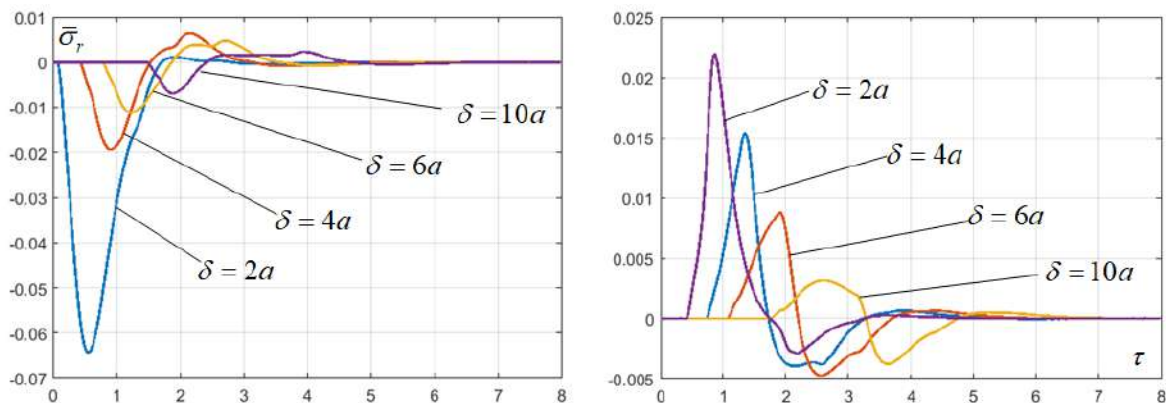 0.01
σ̅ᵣ
0
-0.01
-0.02
-0.03
-0.04
-0.05
-0.06
-0.07
δ = 10a
δ = 6a
δ = 4a
δ = 2a
0 1 2 3 4 5 6 7 8
0.025
0.02
0.015
0.01
0.005
0
-0.005
δ = 2a
δ = 4a
δ = 6a
δ = 10a
τ
0 1 2 3 4 5 6 7 8